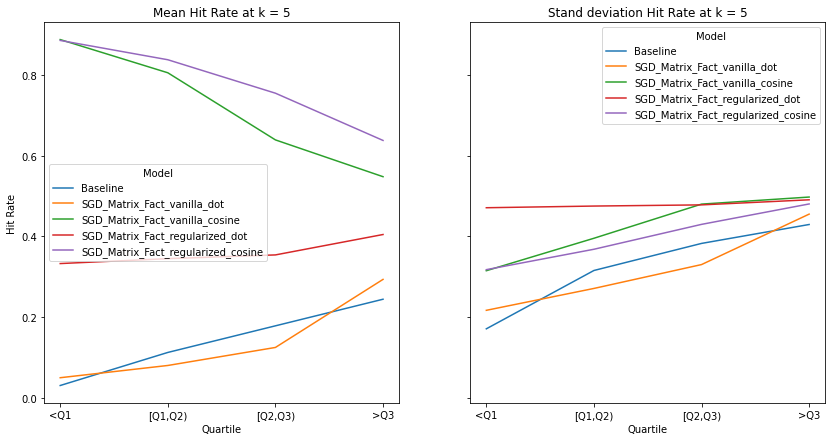 Mean Hit Rate at k = 5
Hit Rate
0.8
0.6
0.4
0.2
0.0
Model
Baseline
SGD_Matrix_Fact_vanilla_dot
SGD_Matrix_Fact_vanilla_cosine
SGD_Matrix_Fact_regularized_dot
SGD_Matrix_Fact_regularized_cosine
<Q1
[Q1,Q2)
[Q2,Q3)
>Q3
Quartile
Stand deviation Hit Rate at k = 5
Model
Baseline
SGD_Matrix_Fact_vanilla_dot
SGD_Matrix_Fact_vanilla_cosine
SGD_Matrix_Fact_regularized_dot
SGD_Matrix_Fact_regularized_cosine
<Q1
[Q1,Q2)
[Q2,Q3)
>Q3
Quartile